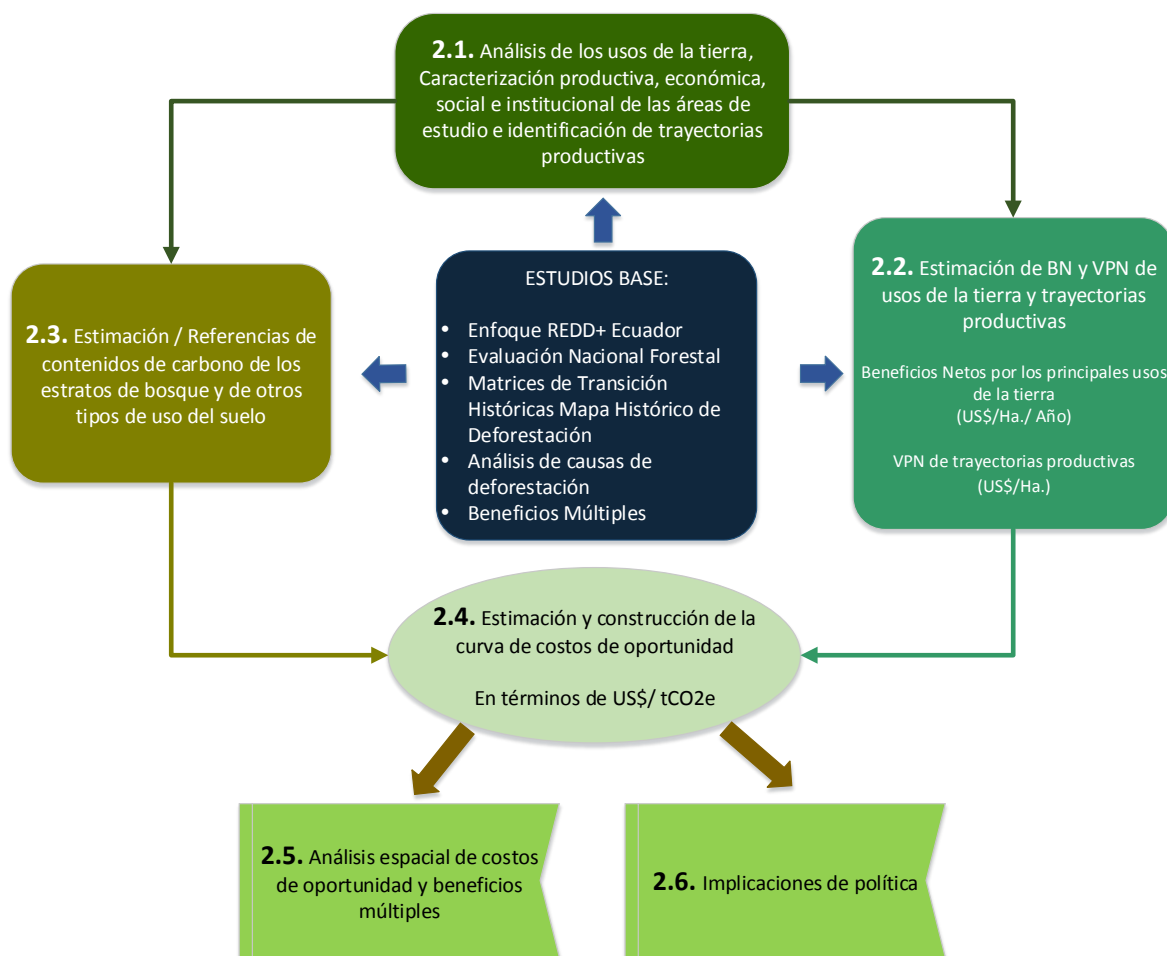 2.1. Análisis de los usos de la tierra,
Caracterización productiva, económica,
social e institucional de las áreas de
estudio e identificación de trayectorias
productivas
2.3. Estimación / Referencias de
contenidos de carbono de los
estratos de bosque y de otros
tipos de uso del suelo
ESTUDIOS BASE:
• Enfoque REDD+ Ecuador
• Evaluación Nacional Forestal
• Matrices de Transición
Históricas Mapa Histórico de
Deforestación
• Análisis de causas de
deforestación
• Beneficios Múltiples
2.2. Estimación de BN y VPN de
usos de la tierra y trayectorias
productivas
Beneficios Netos por los principales usos
de la tierra
(US$/Ha./ Año)
VPN de trayectorias productivas
(US$/Ha.)
2.4. Estimación y construcción de la
curva de costos de oportunidad
En términos de US$/ tCO2e
2.5. Análisis espacial de costos
de oportunidad y beneficios
múltiples
2.6. Implicaciones de política